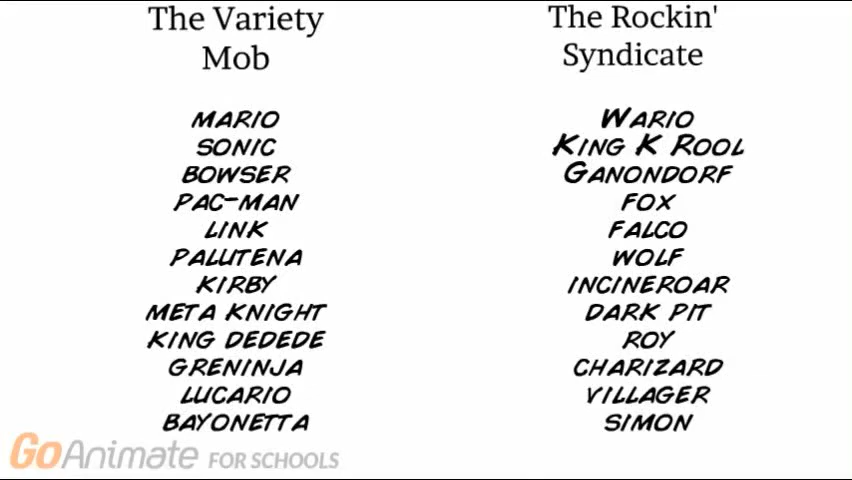 The Variety
Mob
MARIO
SONIC
BOWSER
PAC-MAN
LINK
PALUTENA
KIRBY
META KNIGHT
KING DEDEDE
GRENINJA
LUCARIO
BAYONETTA
The Rockin'
Syndicate
WARIO
KING K ROOL
GANONDORF
FOX
FALCO
WOLF
INCINEROAR
DARK PIT
ROY
CHARIZARD
VILLAGER
SIMON
GoAnimate FOR SCHOOLS